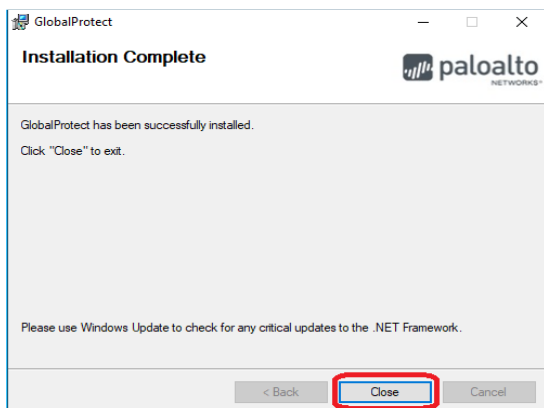 GlobalProtect
Installation Complete
paloalto
NETWORKS
GlobalProtect has been successfully installed.
Click "Close" to exit.
Please use Windows Update to check for any critical updates to the .NET Framework.
< Back
Close
Cancel